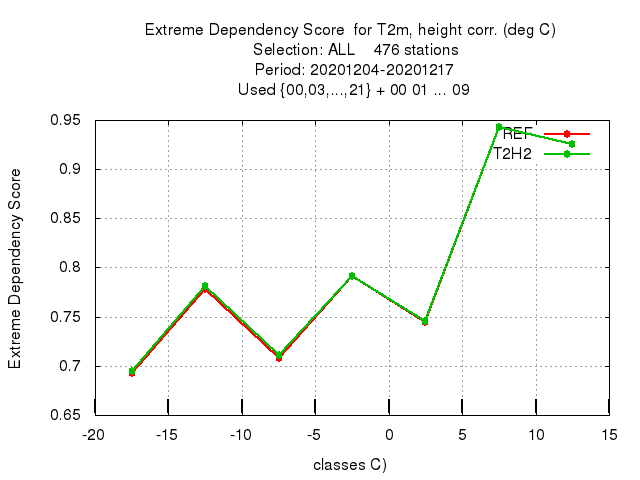 Extreme Dependency Score  for T2m, height corr. (deg C)
Selection: ALL    476 stations
Period: 20201204-20201217
Used {00,03,...,21} + 00 01 ... 09
Extreme Dependency Score
0.95
0.9
0.85
0.8
0.75
0.7
0.65
REF
T2H2
-20
-15
-10
-5
0
5
10
15
classes C)